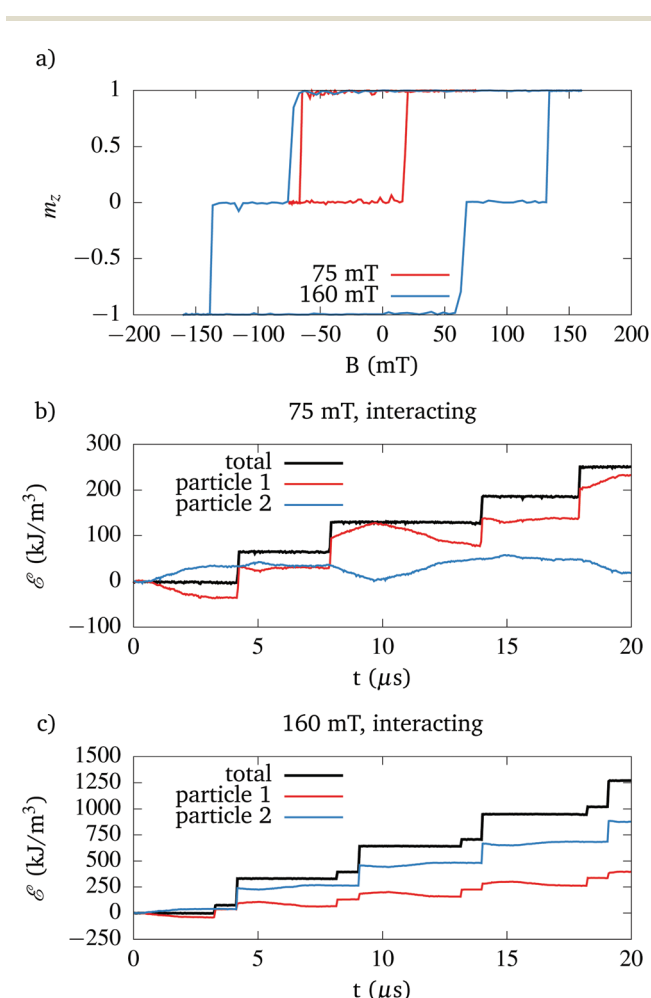 a)
1
0.5
0
−0.5
−1
m_z
75 mT
160 mT
−200 −150 −100 −50 0 50 100 150 200
B (mT)
b) 75 mT, interacting
300
200
100
0
−100
ℰ (kJ/m³)
total
particle 1
particle 2
0 5 10 15 20
t (μs)
c) 160 mT, interacting
1500
1250
1000
750
500
250
0
−250
ℰ (kJ/m³)
total
particle 1
particle 2
0 5 10 15 20
t (μs)